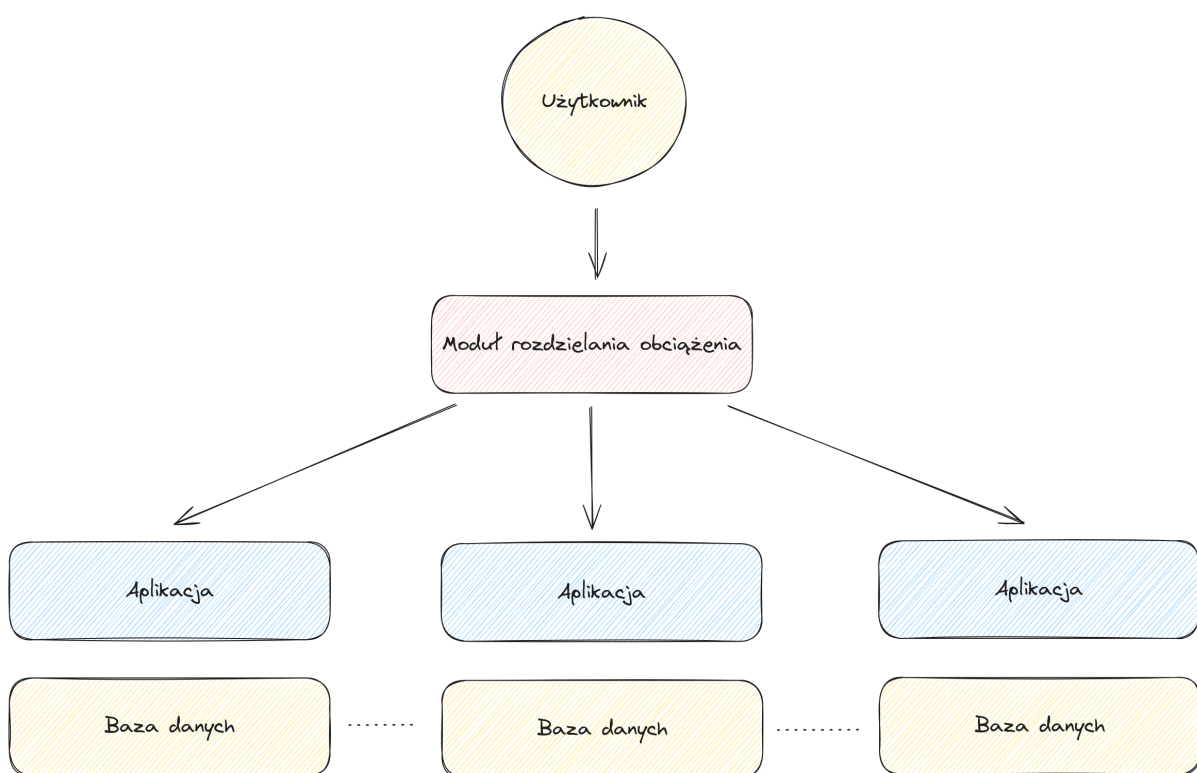 Użytkownik
Moduł rozdzielania obciążenia
Aplikacja
Aplikacja
Aplikacja
Baza danych
Baza danych
Baza danych